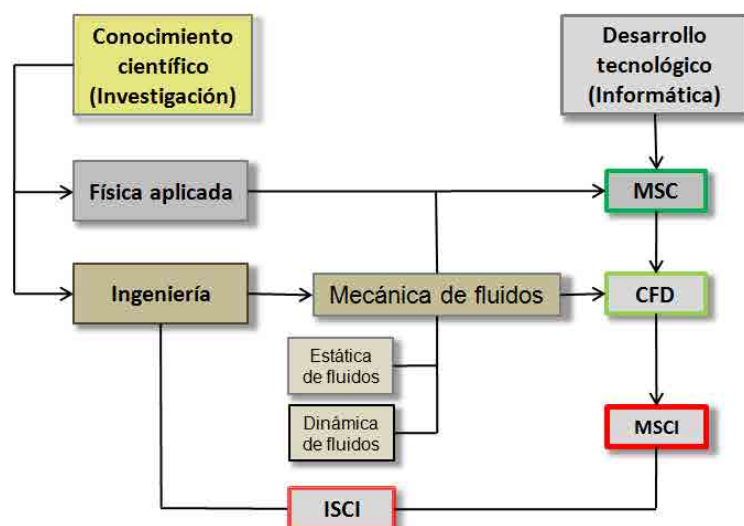 Conocimiento
científico
(Investigación)
Desarrollo
tecnológico
(Informática)
Física aplicada
MSC
Ingeniería
Mecánica de fluidos
CFD
Estática
de fluidos
Dinámica
de fluidos
MSCI
ISCI